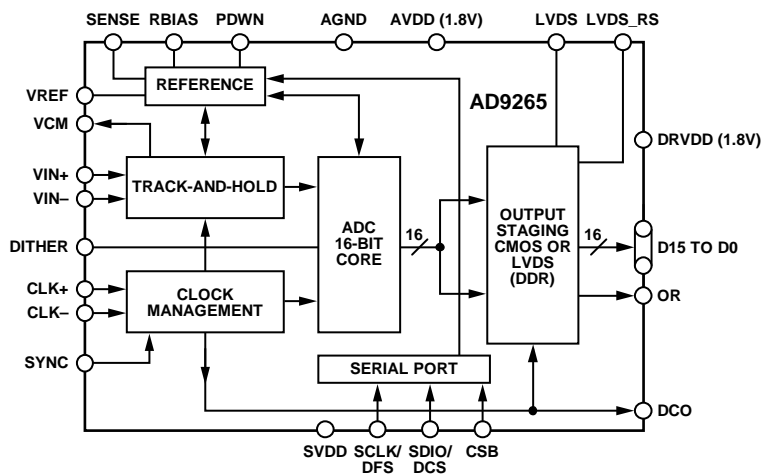 SENSE RBIAS PDWN AGND AVDD (1.8V) LVDS LVDS_RS
REFERENCE
AD9265
VREF
VCM
DRVDD (1.8V)
VIN+
VIN–
TRACK-AND-HOLD
ADC
16-BIT
CORE
16
OUTPUT
STAGING
CMOS OR
LVDS
(DDR)
16
D15 TO D0
DITHER
CLK+
CLK–
CLOCK
MANAGEMENT
OR
SYNC
SERIAL PORT
DCO
SVDD SCLK/
DFS
SDIO/
DCS
CSB